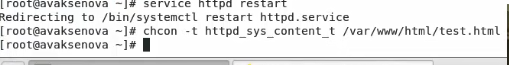 [root@avaksenova ~]# service httpd restart
Redirecting to /bin/systemctl restart httpd.service
[root@avaksenova ~]# chcon -t httpd_sys_content_t /var/www/html/test.html
[root@avaksenova ~]#